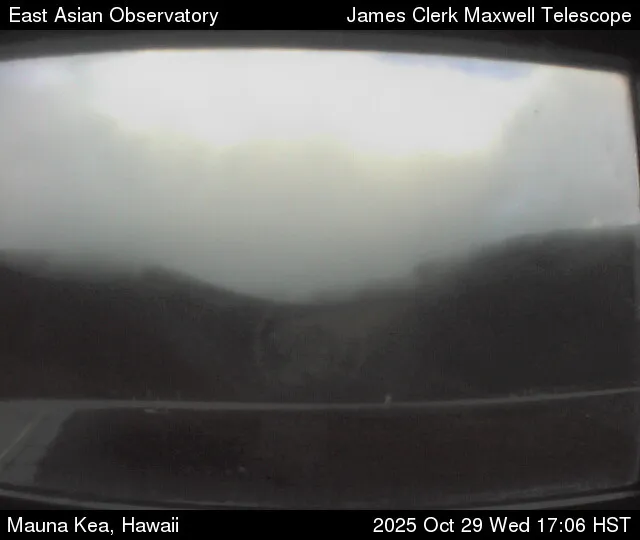 East Asian Observatory
James Clerk Maxwell Telescope
Mauna Kea, Hawaii
2025 Oct 29 Wed 17:06 HST